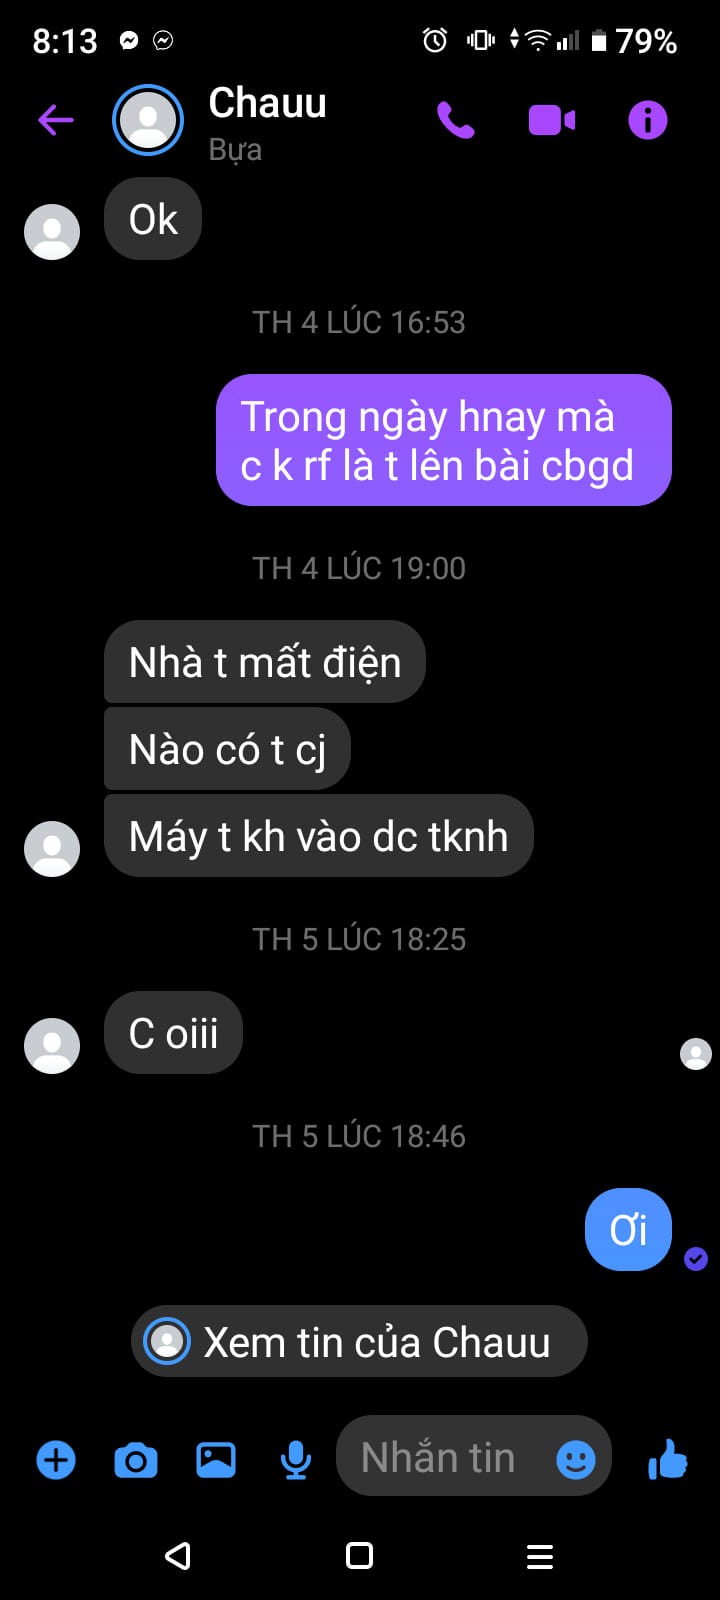 8:13 79%
Chauu
Bựa
Ok
TH 4 LÚC 16:53
Trong ngày hnay mà
c k rf là t lên bài cbgd
TH 4 LÚC 19:00
Nhà t mất điện
Nào có t cj
Máy t kh vào dc tknh
TH 5 LÚC 18:25
C oiii
TH 5 LÚC 18:46
Ơi
Xem tin của Chauu
Nhắn tin